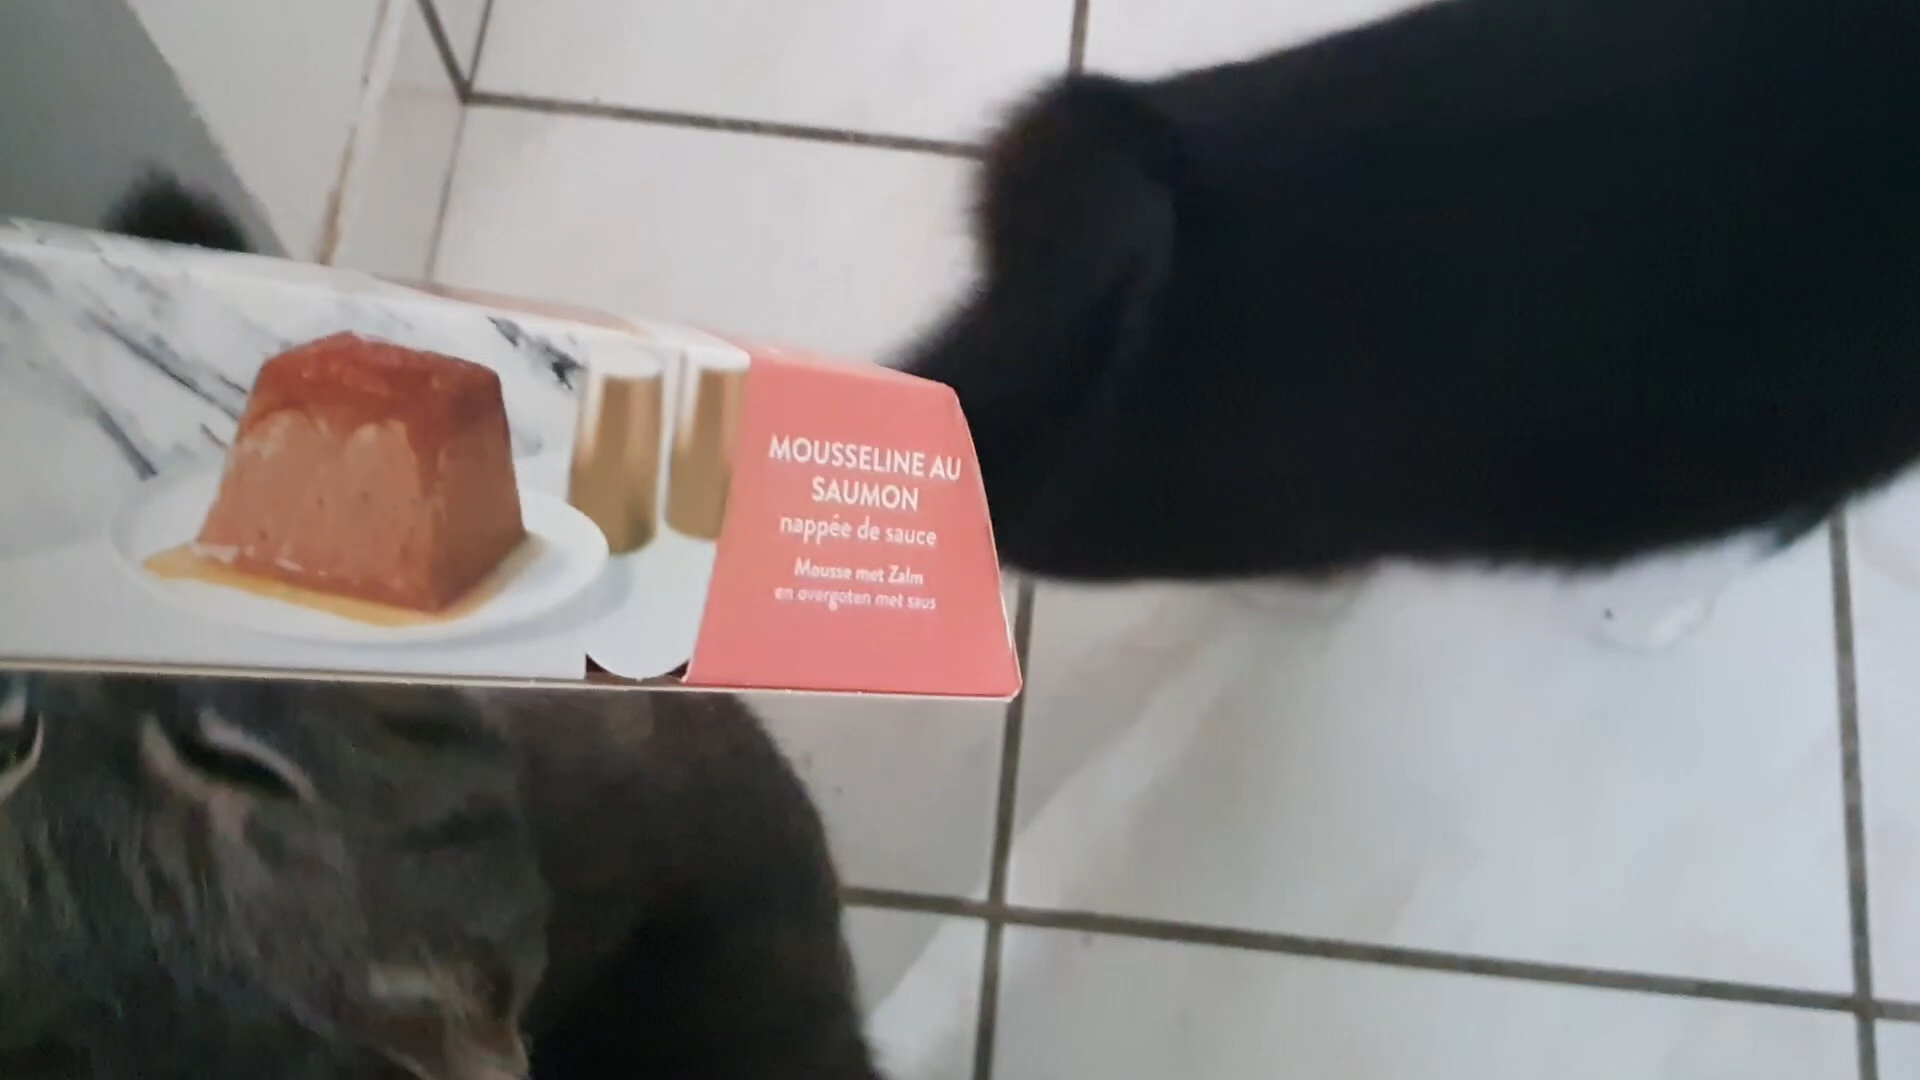 MOUSSELINE AU
SAUMON
nappée de sauce
Mousse met Zalm
en overgoten met saus